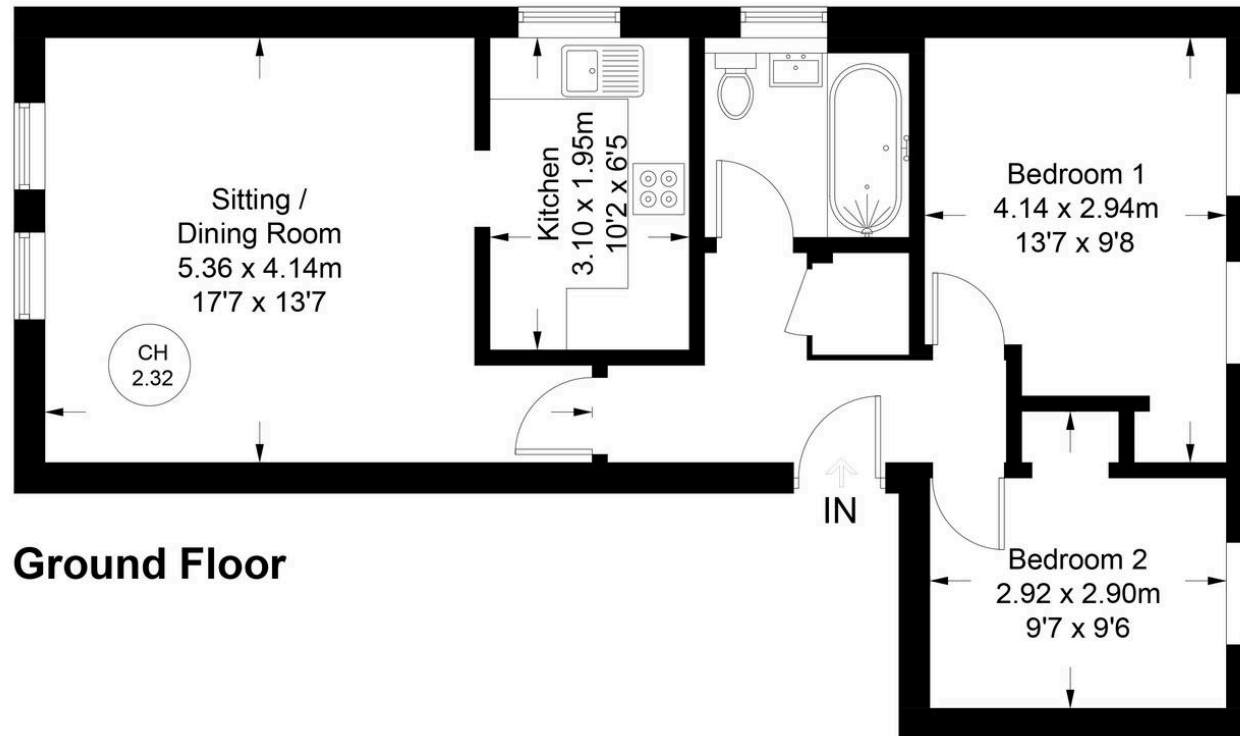 Sitting /
Dining Room
5.36 x 4.14m
17'7 x 13'7
CH
2.32
Kitchen
3.10 x 1.95m
10'2 x 6'5
Bedroom 1
4.14 x 2.94m
13'7 x 9'8
IN
Bedroom 2
2.92 x 2.90m
9'7 x 9'6
Ground Floor